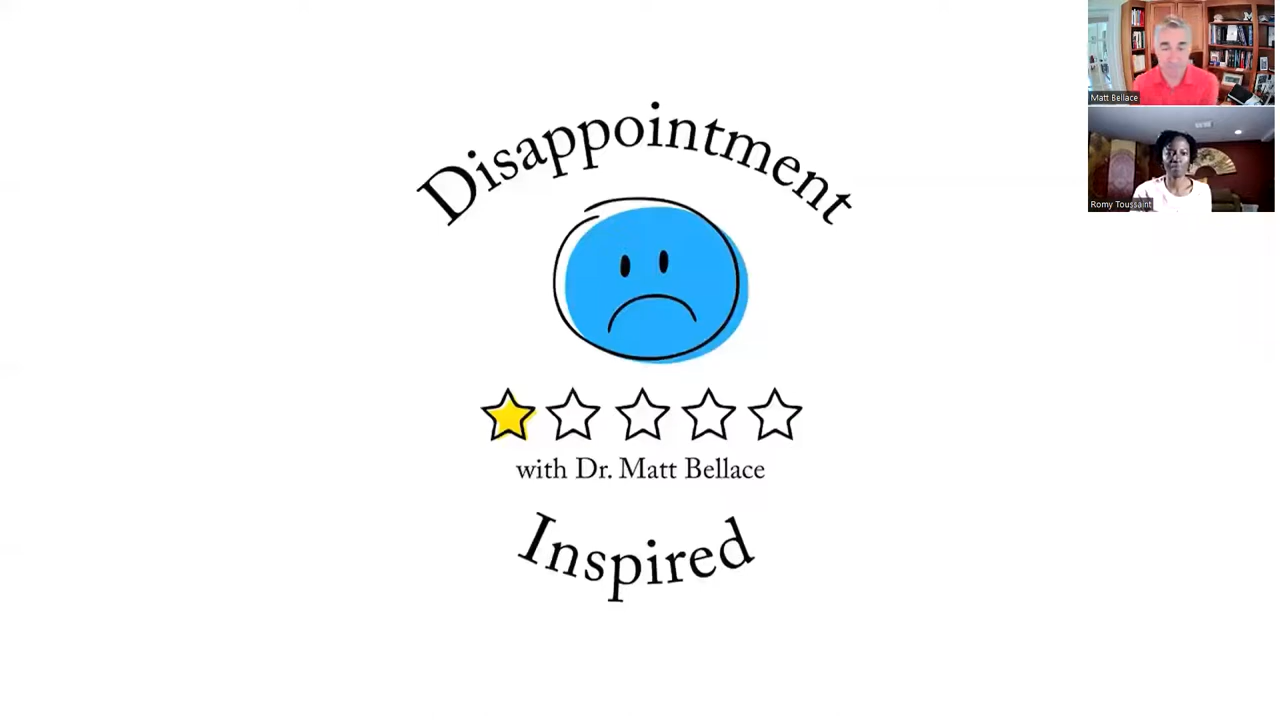 Disappointment
with Dr. Matt Bellace
Inspired
Matt Bellace
Romy Toussaint